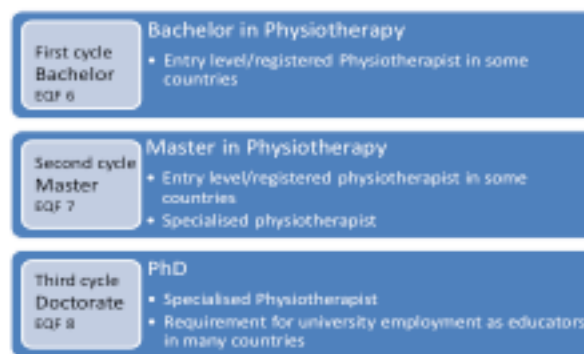 First cycle
Bachelor
EQF 6
Bachelor in Physiotherapy
• Entry level/registered Physiotherapist in some
countries
Second cycle
Master
EQF 7
Master in Physiotherapy
• Entry level/registered physiotherapist in some
countries
• Specialised physiotherapist
Third cycle
Doctorate
EQF 8
PhD
• Specialised Physiotherapist
• Requirement for university employment as educators
in many countries